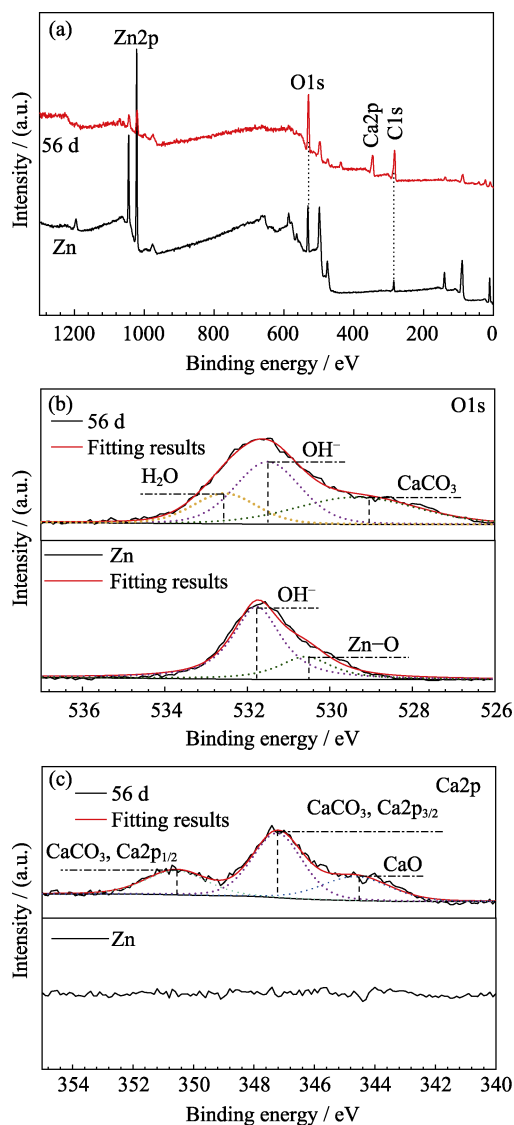 (a)
Zn2p
O1s
Ca2p
C1s
56 d
Zn
Intensity / (a.u.)
1200 1000 800 600 400 200 0
Binding energy / eV
(b)
O1s
56 d
Fitting results
OH⁻
H₂O
CaCO₃
Zn
Fitting results
OH⁻
Zn−O
Intensity / (a.u.)
536 534 532 530 528 526
Binding energy / eV
(c)
Ca2p
56 d
Fitting results
CaCO₃, Ca2p₃/₂
CaCO₃, Ca2p₁/₂
CaO
Zn
Intensity / (a.u.)
354 352 350 348 346 344 342 340
Binding energy / eV